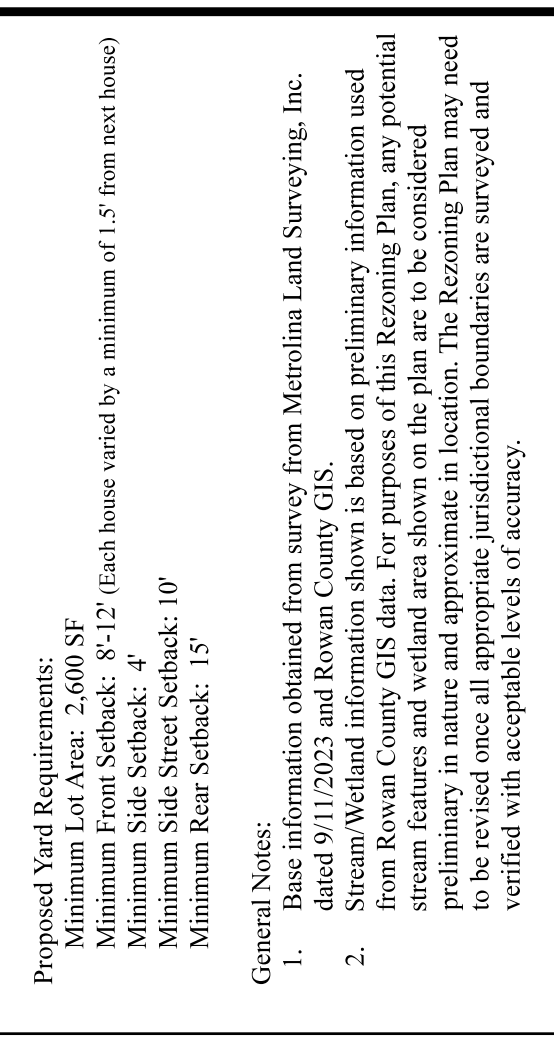 Proposed Yard Requirements:
Minimum Lot Area: 2,600 SF
Minimum Front Setback: 8'-12' (Each house varied by a minimum of 1.5' from next house)
Minimum Side Setback: 4'
Minimum Side Street Setback: 10'
Minimum Rear Setback: 15'
General Notes:
1. Base information obtained from survey from Metrolina Land Surveying, Inc.
dated 9/11/2023 and Rowan County GIS.
2. Stream/Wetland information shown is based on preliminary information used
from Rowan County GIS data. For purposes of this Rezoning Plan, any potential
stream features and wetland area shown on the plan are to be considered
preliminary in nature and approximate in location. The Rezoning Plan may need
to be revised once all appropriate jurisdictional boundaries are surveyed and
verified with acceptable levels of accuracy.